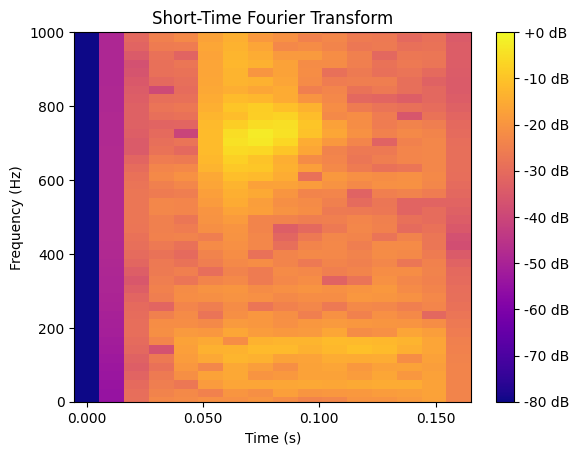 Short-Time Fourier Transform
Frequency (Hz)
1000
800
600
400
200
0
0.000
0.050
0.100
0.150
Time (s)
+0 dB
-10 dB
-20 dB
-30 dB
-40 dB
-50 dB
-60 dB
-70 dB
-80 dB